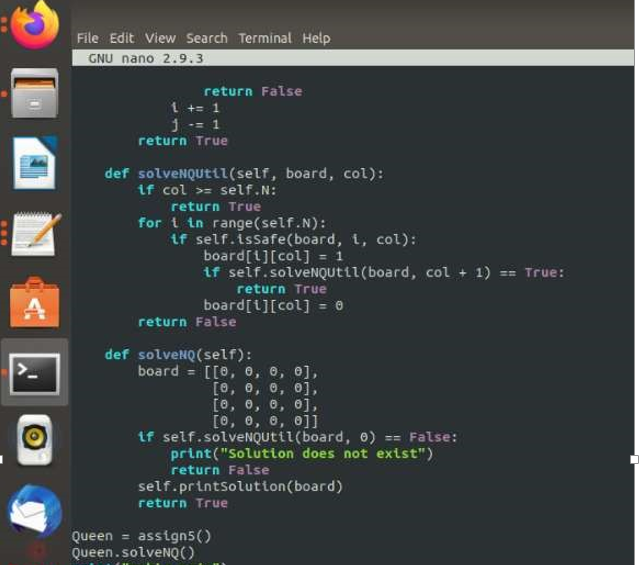 File Edit View Search Terminal Help
GNU nano 2.9.3
                return False
            i += 1
            j -= 1
        return True
    def solveNQUtil(self, board, col):
        if col >= self.N:
            return True
        for i in range(self.N):
            if self.isSafe(board, i, col):
                board[i][col] = 1
                if self.solveNQUtil(board, col + 1) == True:
                    return True
                board[i][col] = 0
        return False
    def solveNQ(self):
        board = [[0, 0, 0, 0],
                 [0, 0, 0, 0],
                 [0, 0, 0, 0],
                 [0, 0, 0, 0]]
        if self.solveNQUtil(board, 0) == False:
            print("Solution does not exist")
            return False
        self.printSolution(board)
        return True
Queen = assign5()
Queen.solveNQ()